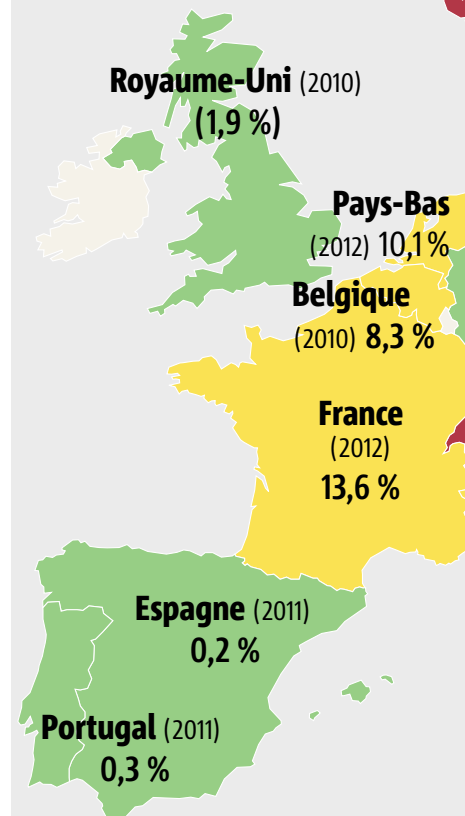 Royaume-Uni (2010)
(1,9 %)
Pays-Bas
(2012) 10,1%
Belgique
(2010) 8,3 %
France
(2012)
13,6 %
Espagne (2011)
0,2 %
Portugal (2011)
0,3 %